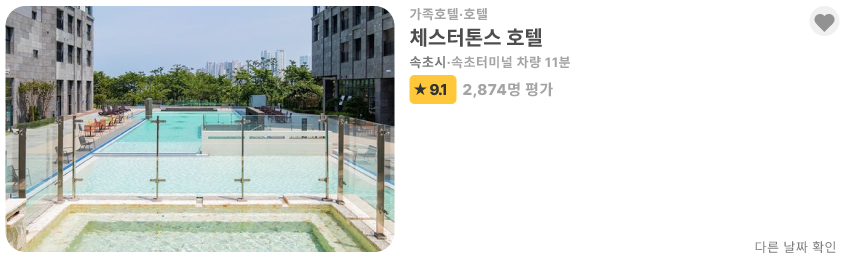 가족호텔·호텔
체스터톤스 호텔
속초시·속초터미널 차량 11분
★ 9.1 2,874명 평가
다른 날짜 확인